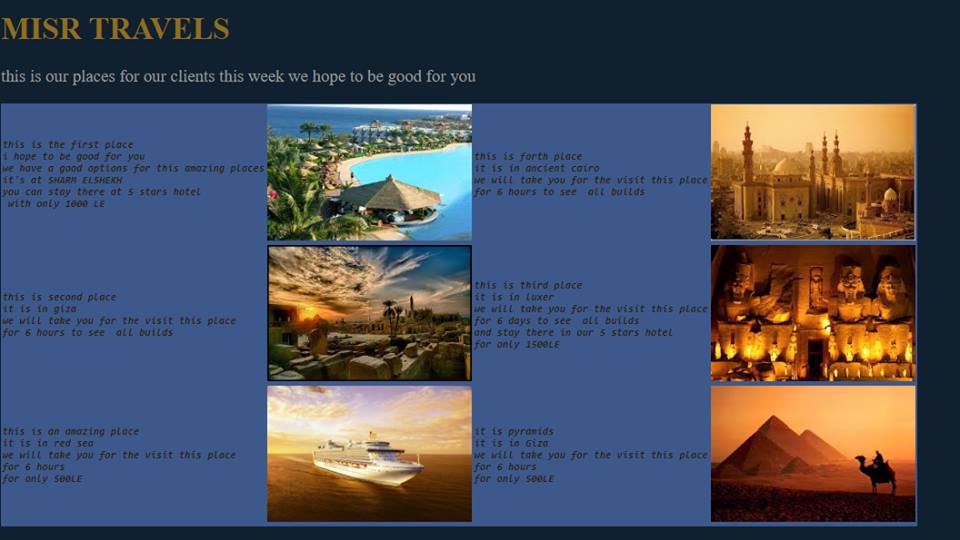 MISR TRAVELS
this is our places for our clients this week we hope to be good for you
this is the first place
i hope to be good for you
we have a good options for this amazing places
it's at SHARM ELSHEKH
you can stay there at 5 stars hotel
with only 1000 LE
this is forth place
it is in ancient cairo
we will take you for the visit this place
for 6 hours to see all builds
this is second place
it is in giza
we will take you for the visit this place
for 6 hours to see all builds
this is third place
it is in luxer
we will take you for the visit this place
for 6 days to see all builds
and stay there in our 5 stars hotel
for only 1500LE
this is an amazing place
it is in red sea
we will take you for the visit this place
for 6 hours
for only 500LE
it is pyramids
it is in Giza
we will take you for the visit this place
for 6 hours
for only 500LE